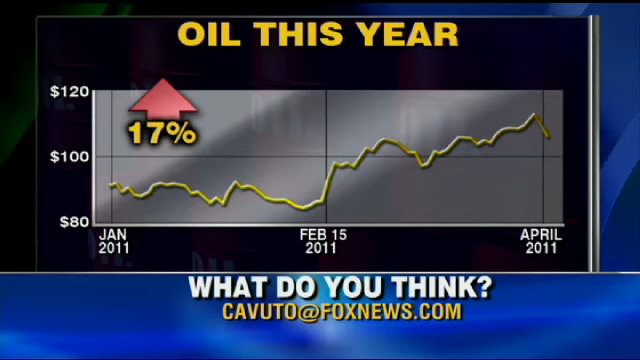 OIL THIS YEAR
17%
$120
$100
$80
JAN
2011
FEB 15
2011
APRIL
2011
WHAT DO YOU THINK?
CAVUTO@FOXNEWS.COM